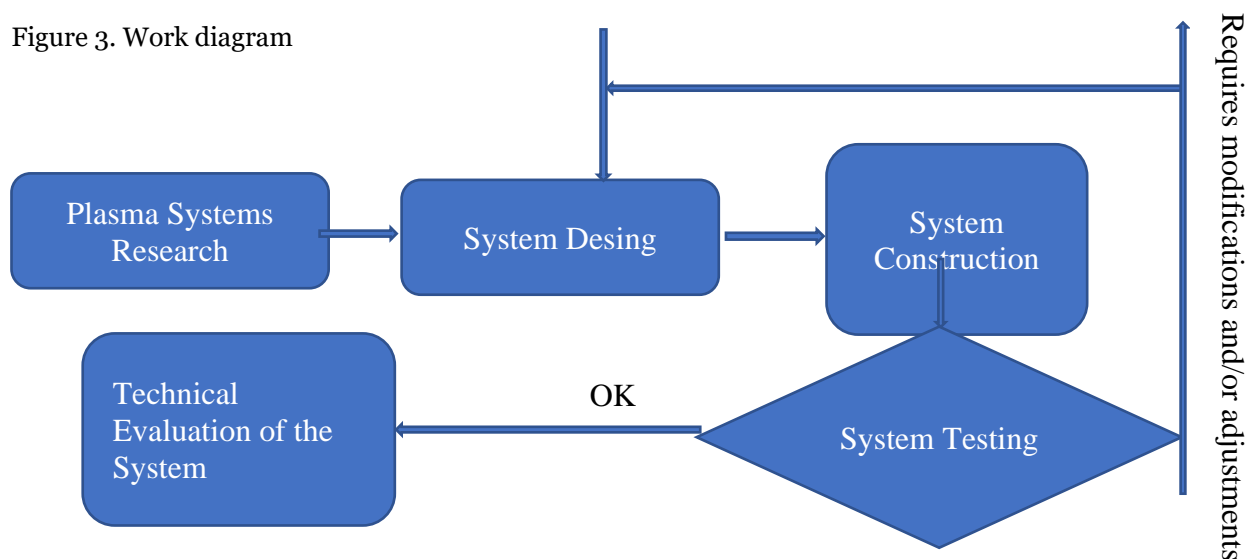 Figure 3. Work diagram
Plasma Systems
Research
System Desing
System
Construction
Technical
Evaluation of the
System
OK
System Testing
Requires modifications and/or adjustments